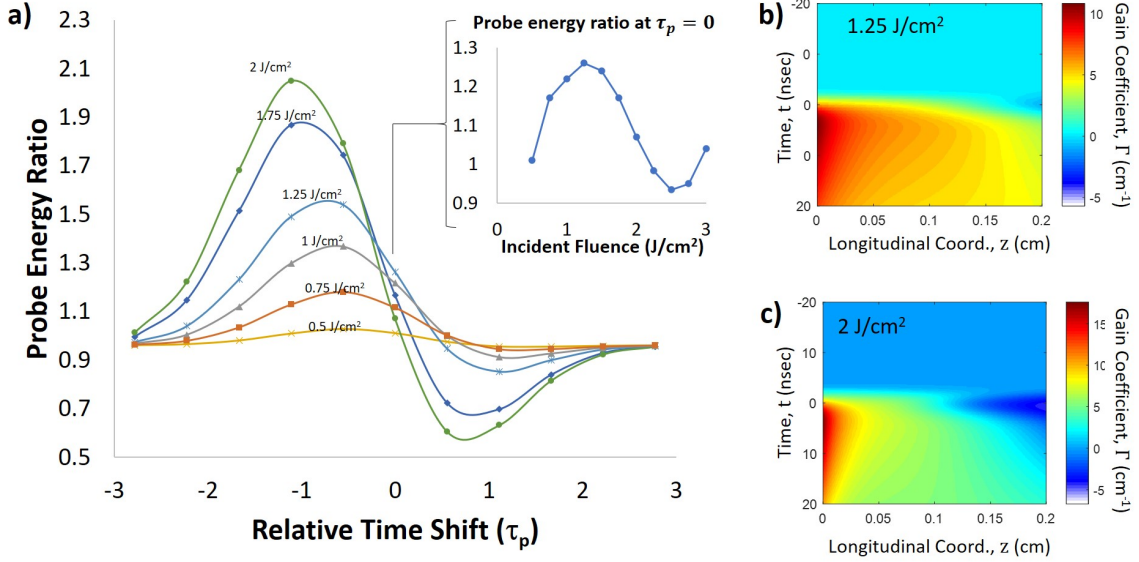 a)
Probe Energy Ratio
2.3
2.1
1.9
1.7
1.5
1.3
1.1
0.9
0.7
0.5
-3
-2
-1
0
1
2
3
Relative Time Shift (τp)
2 J/cm²
1.75 J/cm²
1.25 J/cm²
1 J/cm²
0.75 J/cm²
0.5 J/cm²
Probe energy ratio at τp = 0
1.3
1.2
1.1
1
0.9
0
1
2
3
Incident Fluence (J/cm²)
b)
1.25 J/cm²
Time, t (nsec)
-20
0
0
0
20
0
0.05
0.1
0.15
0.2
Longitudinal Coord., z (cm)
10
5
0
-5
Gain Coefficient, Γ (cm⁻¹)
c)
2 J/cm²
Time, t (nsec)
-20
10
0
10
20
0
0.05
0.1
0.15
0.2
Longitudinal Coord., z (cm)
15
10
5
0
-5
Gain Coefficient, Γ (cm⁻¹)